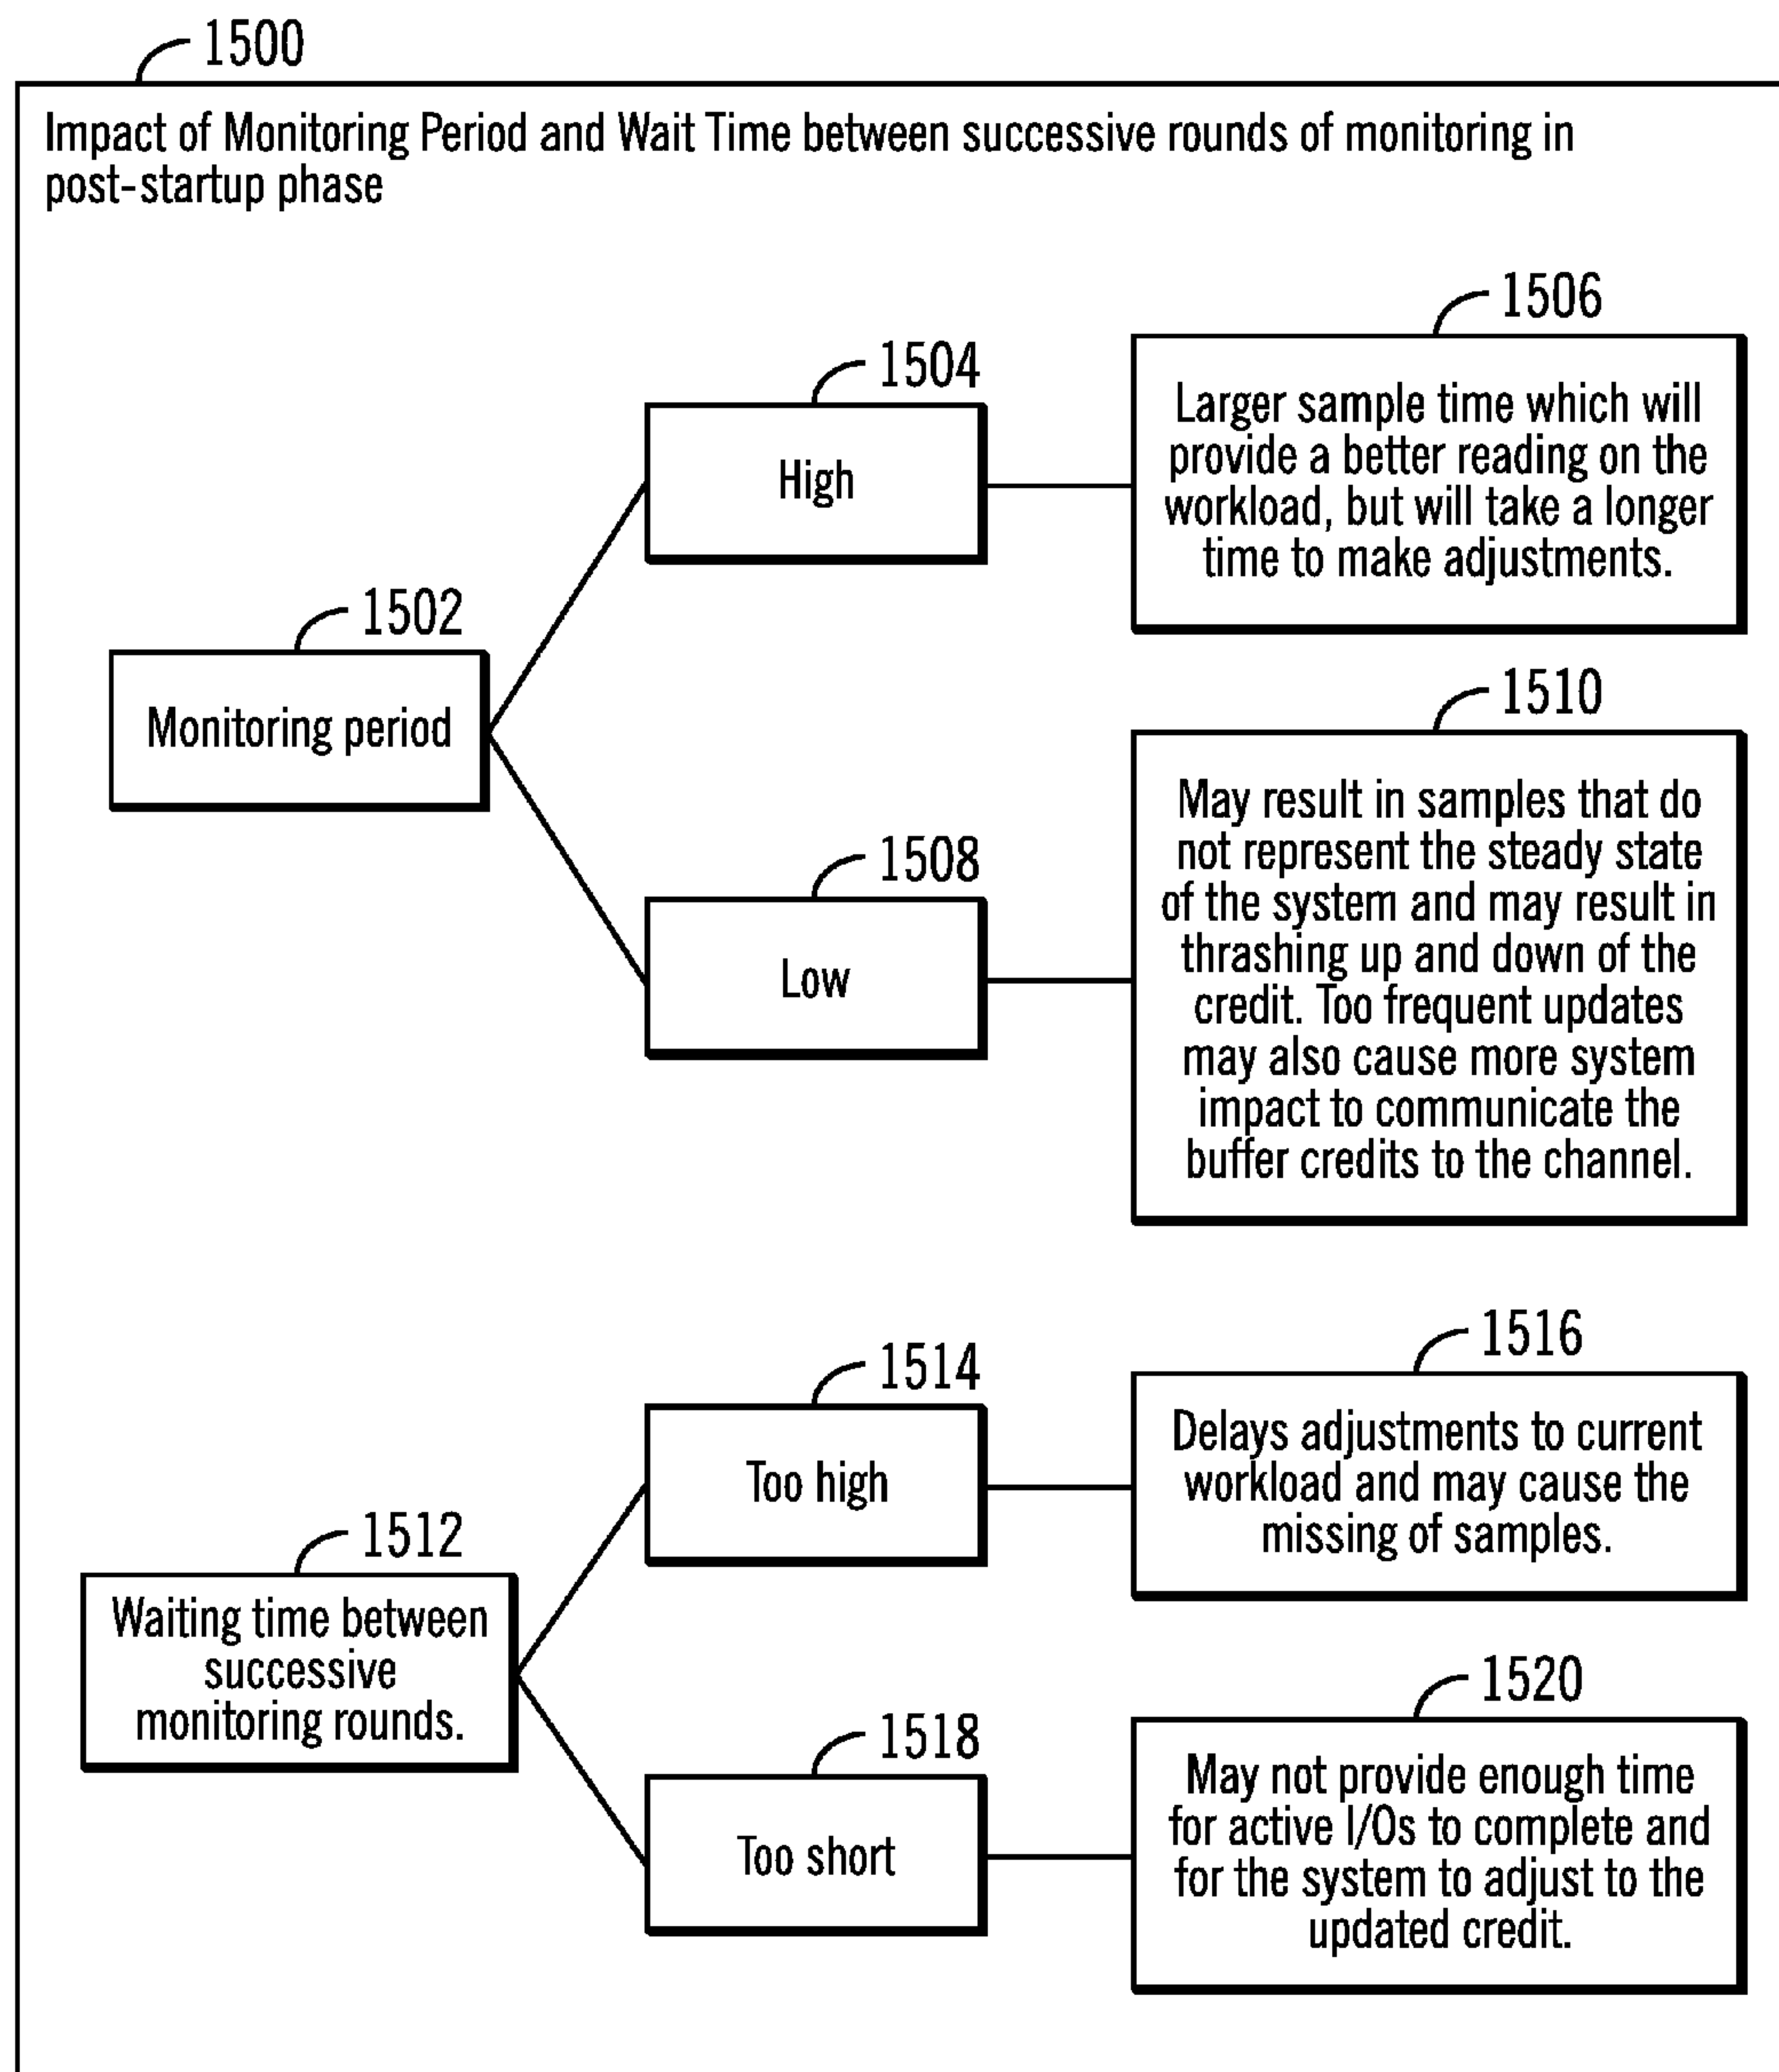 1500
Impact of Monitoring Period and Wait Time between successive rounds of monitoring in
post-startup phase
1506
1504
Larger sample time which will
provide a better reading on the
workload, but will take a longer
time to make adjustments.
High
1502
Monitoring period
1510
May result in samples that do
not represent the steady state
of the system and may result in
thrashing up and down of the
credit. Too frequent updates
may also cause more system
impact to communicate the
buffer credits to the channel.
1508
Low
1516
1514
Delays adjustments to current
workload and may cause the
missing of samples.
Too high
1512
Waiting time between
successive
monitoring rounds.
1520
1518
May not provide enough time
for active I/Os to complete and
for the system to adjust to the
updated credit.
Too short